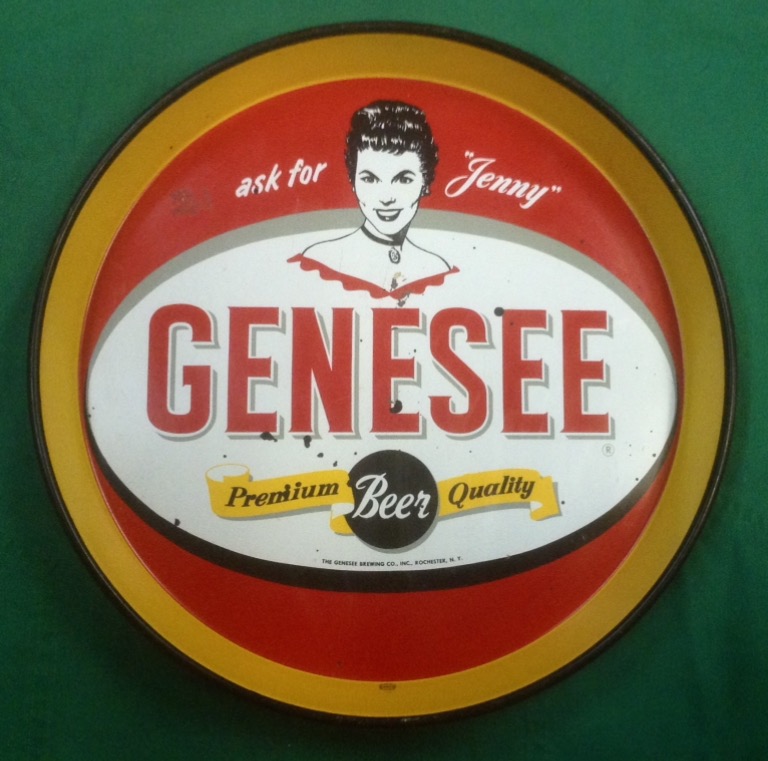 ask for "Jenny"
GENESEE
®
Premium Beer Quality
THE GENESEE BREWING CO., INC., ROCHESTER, N. Y.